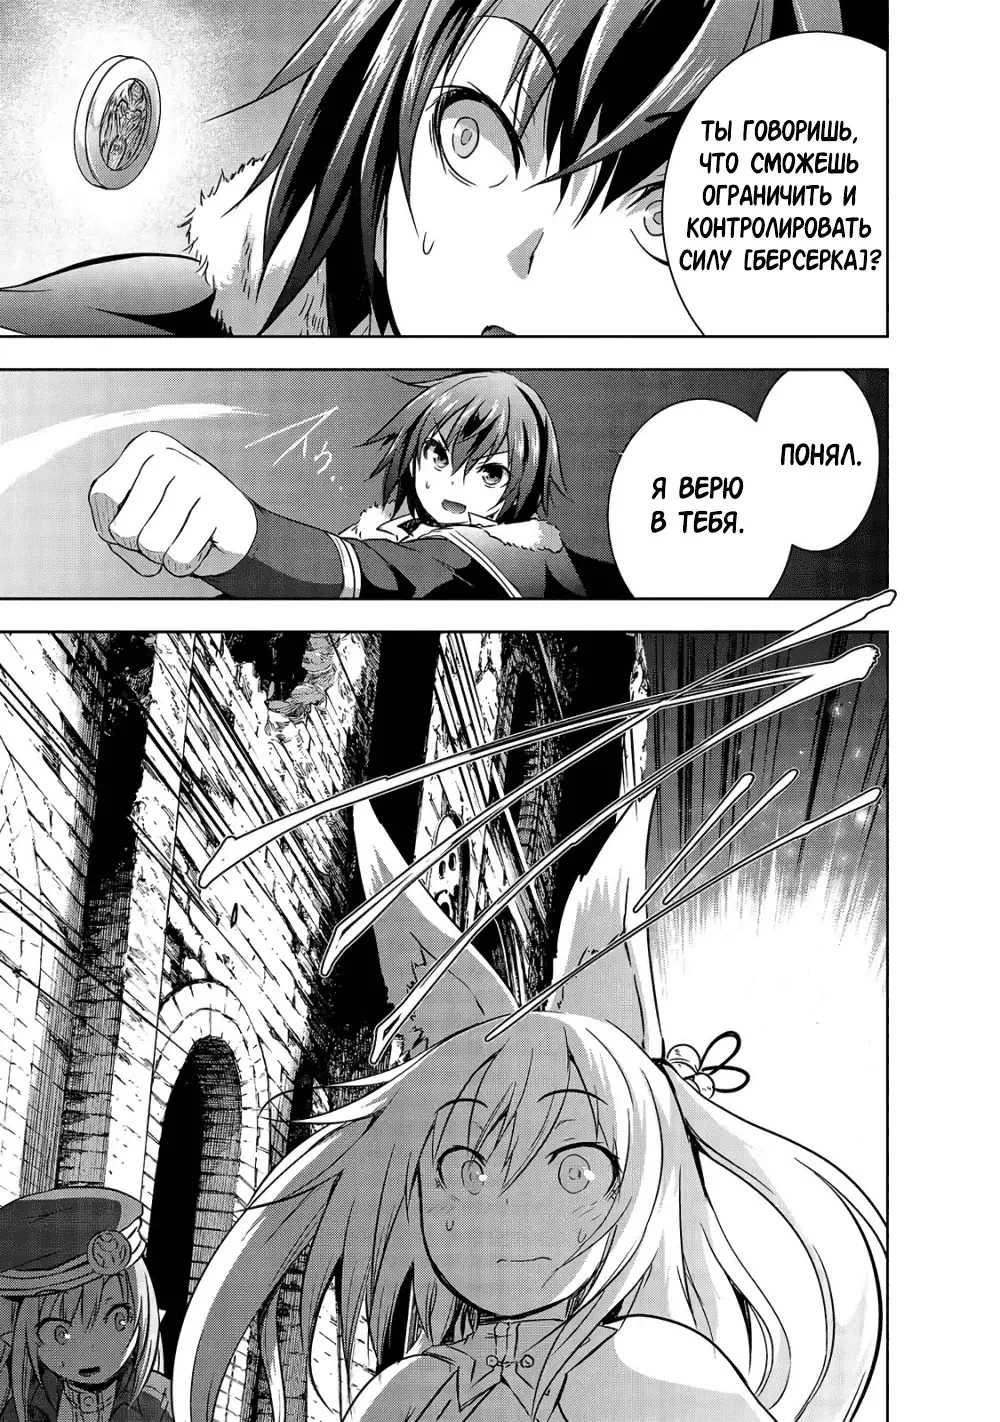 ТЫ ГОВОРИШЬ,
ЧТО СМОЖЕШЬ
ОГРАНИЧИТЬ И
КОНТРОЛИРОВАТЬ
СИЛУ [БЕРСЕРКА]?
ПОНЯЛ.
Я ВЕРЮ
В ТЕБЯ.